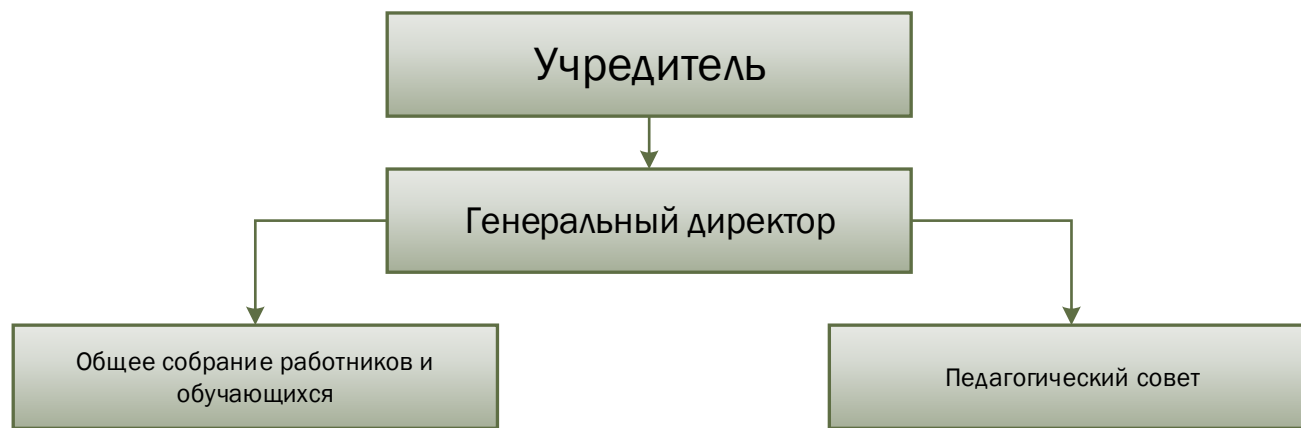 Учредитель
Генеральный директор
Общее собрание работников и
обучающихся
Педагогический совет